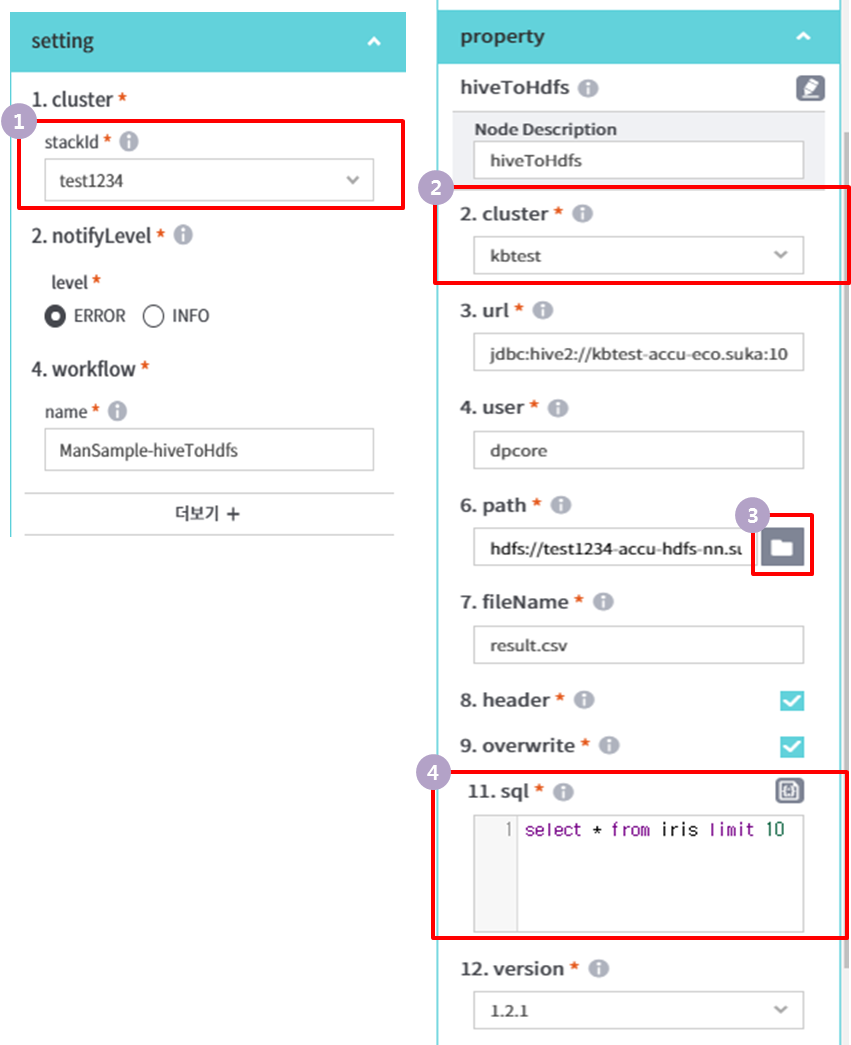 setting
1. cluster *
1
stackId *
test1234
2. notifyLevel *
level *
ERROR INFO
4. workflow *
name *
ManSample-hiveToHdfs
더보기 +
property
hiveToHdfs
Node Description
hiveToHdfs
2
2. cluster *
kbtest
3. url *
jdbc:hive2://kbtest-accu-eco.suka:10
4. user *
dpcore
6. path *
3
hdfs://test1234-accu-hdfs-nn.su
7. fileName *
result.csv
8. header *
9. overwrite *
4
11. sql *
1 select * from iris limit 10
12. version *
1.2.1